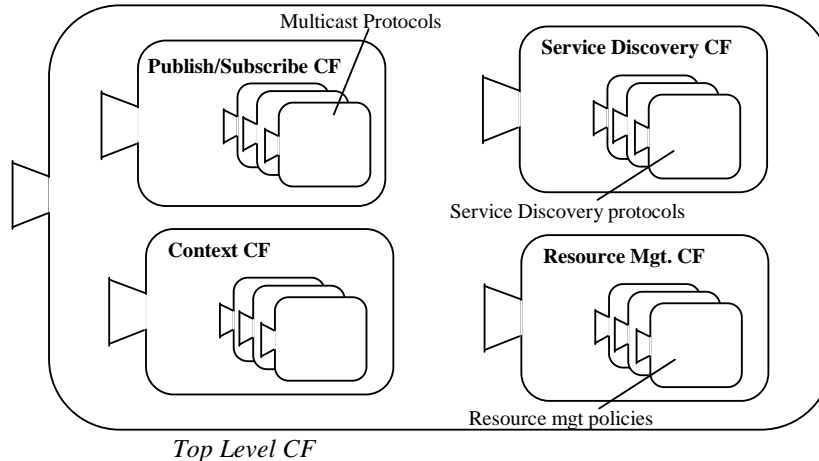 Multicast Protocols
Publish/Subscribe CF
Service Discovery CF
Service Discovery protocols
Context CF
Resource Mgt. CF
Resource mgt policies
Top Level CF